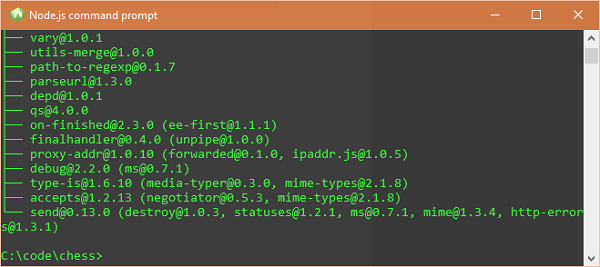 Node.js command prompt
├── vary@1.0.1
├── utils-merge@1.0.0
├── path-to-regexp@0.1.7
├── parseurl@1.3.0
├── depd@1.0.1
├── qs@4.0.0
├── on-finished@2.3.0 (ee-first@1.1.1)
├── finalhandler@0.4.0 (unpipe@1.0.0)
├── proxy-addr@1.0.10 (forwarded@0.1.0, ipaddr.js@1.0.5)
├── debug@2.2.0 (ms@0.7.1)
├── type-is@1.6.10 (media-typer@0.3.0, mime-types@2.1.8)
├── accepts@1.2.13 (negotiator@0.5.3, mime-types@2.1.8)
└── send@0.13.0 (destroy@1.0.3, statuses@1.2.1, ms@0.7.1, mime@1.3.4, http-error
s@1.3.1)
C:\code\chess>